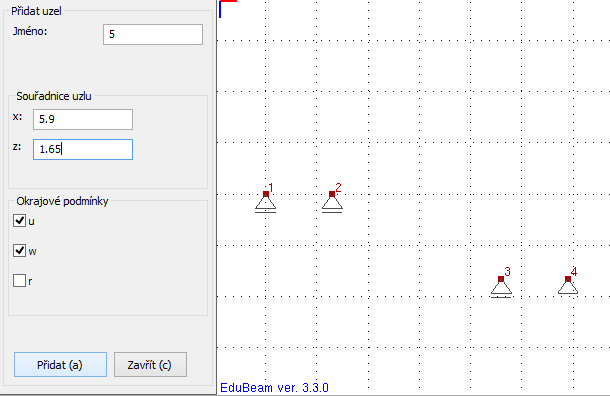 Přidat uzel
Jméno: 5
Souřadnice uzlu
x: 5.9
z: 1.65
Okrajové podmínky
u
w
r
Přidat (a) Zavřít (c)
1 2
3 4
EduBeam ver. 3.3.0